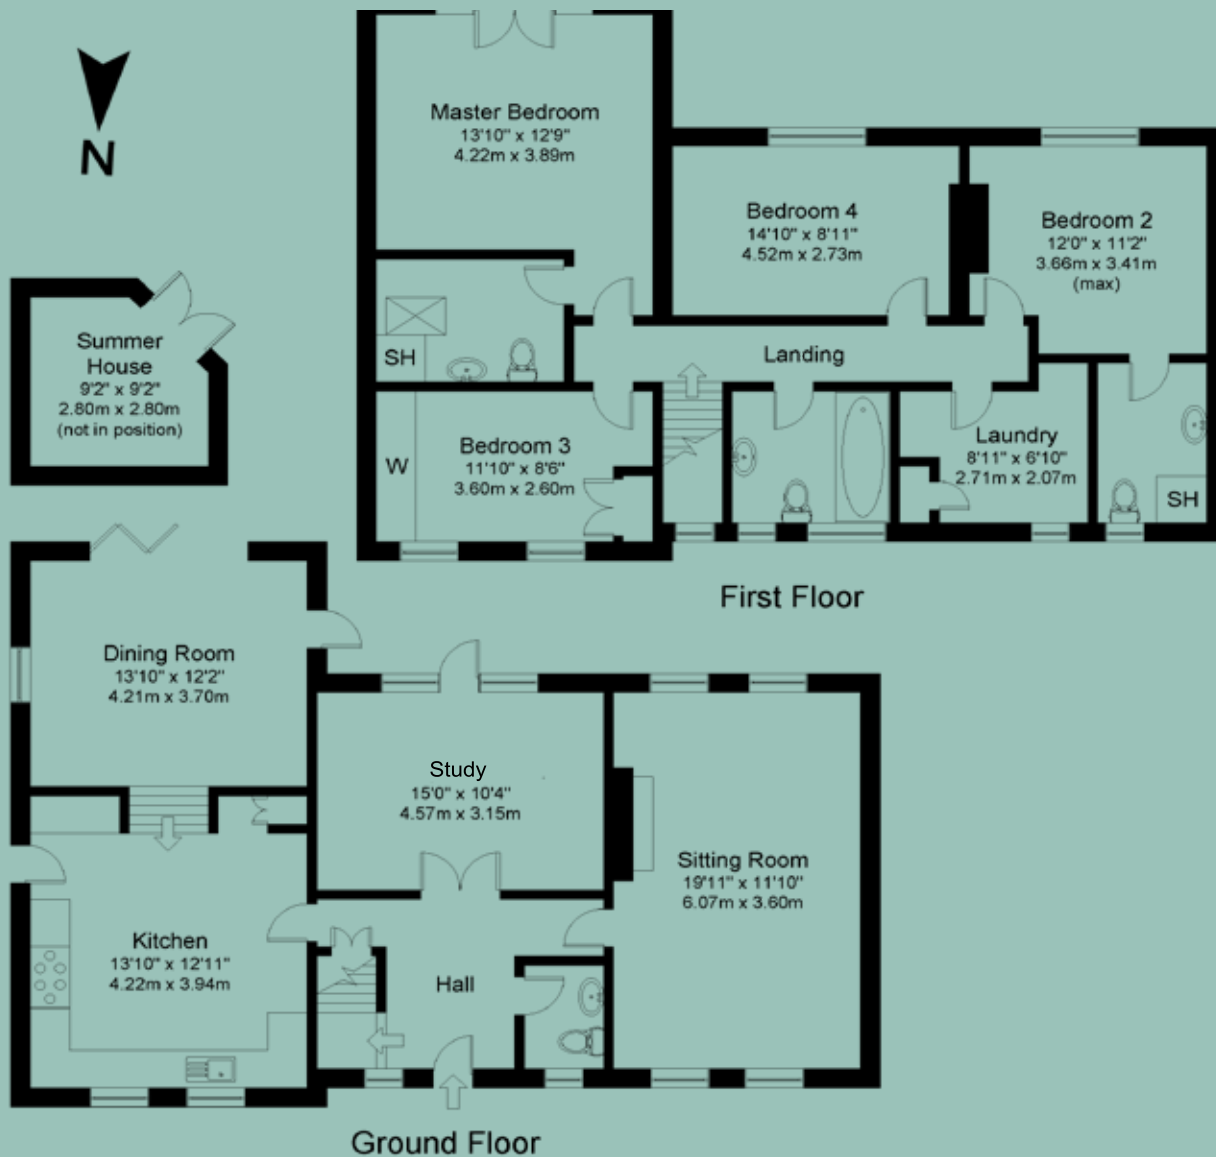 N
Master Bedroom
13'10" x 12'9"
4.22m x 3.89m
Bedroom 4
14'10" x 8'11"
4.52m x 2.73m
Bedroom 2
12'0" x 11'2"
3.66m x 3.41m
(max)
Summer
House
9'2" x 9'2"
2.80m x 2.80m
(not in position)
SH
Landing
Bedroom 3
11'10" x 8'6"
3.60m x 2.60m
W
Laundry
8'11" x 6'10"
2.71m x 2.07m
SH
First Floor
Dining Room
13'10" x 12'2"
4.21m x 3.70m
Study
15'0" x 10'4"
4.57m x 3.15m
Sitting Room
19'11" x 11'10"
6.07m x 3.60m
Kitchen
13'10" x 12'11"
4.22m x 3.94m
Hall
Ground Floor